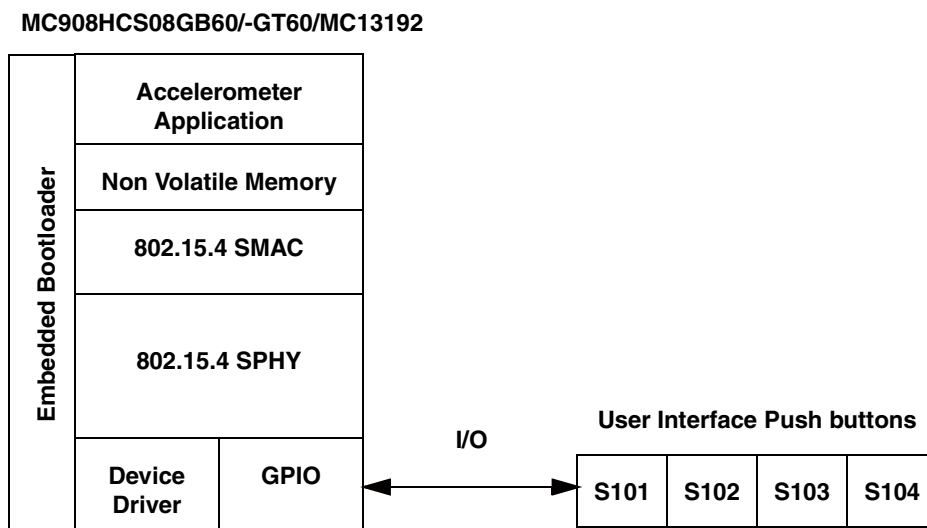 MC908HCS08GB60/-GT60/MC13192
Embedded Bootloader
Accelerometer
Application
Non Volatile Memory
802.15.4 SMAC
802.15.4 SPHY
Device
Driver
GPIO
I/O
User Interface Push buttons
S101 S102 S103 S104